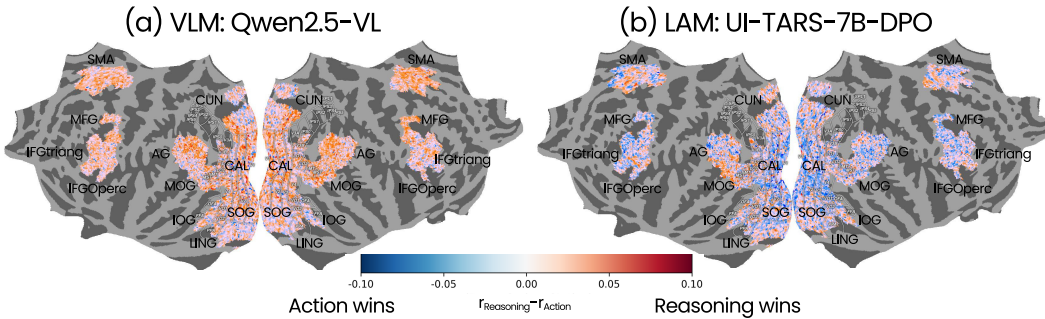 (a) VLM: Qwen2.5-VL
(b) LAM: UI-TARS-7B-DPO
SMA
SMA
CUN
MFG
MFG
IFGtriang
IFGtriang
AG
AG
CAL
IFGOperc
IFGOperc
MOG
MOG
SOG
SOG
IOG
IOG
LING
SMA
SMA
CUN
MFG
MFG
IFGtriang
IFGtriang
AG
AG
CAL
CAL
IFGOperc
IFGOperc
MOG
MOG
SOG
SOG
IOG
IOG
LING
-0.10
-0.05
0.00
0.05
0.10
Action wins
rReasoning−rAction
Reasoning wins